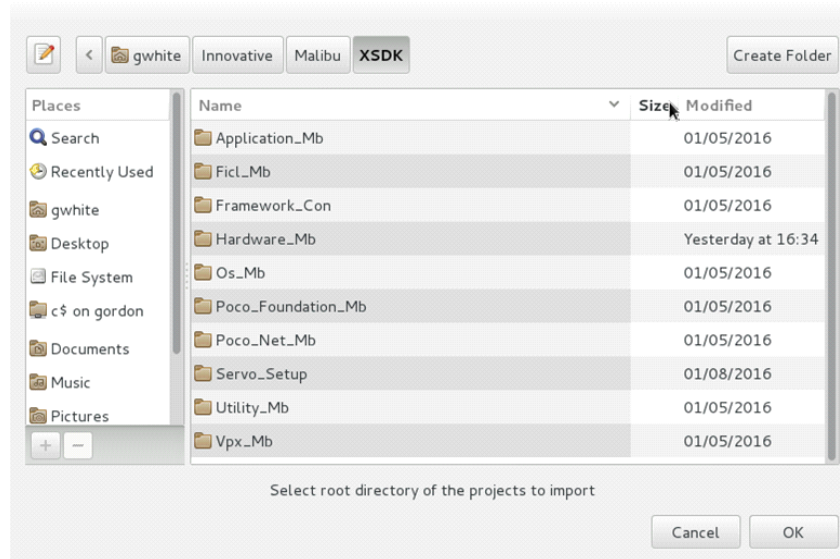 gwhite Innovative Malibu XSDK Create Folder
Places Name Size Modified
Search Application_Mb 01/05/2016
Recently Used Ficl_Mb 01/05/2016
gwhite Framework_Con 01/05/2016
Desktop Hardware_Mb Yesterday at 16:34
File System Os_Mb 01/05/2016
c$ on gordon Poco_Foundation_Mb 01/05/2016
Documents Poco_Net_Mb 01/05/2016
Music Servo_Setup 01/08/2016
Pictures Utility_Mb 01/05/2016
Vpx_Mb 01/05/2016
Select root directory of the projects to import
Cancel OK